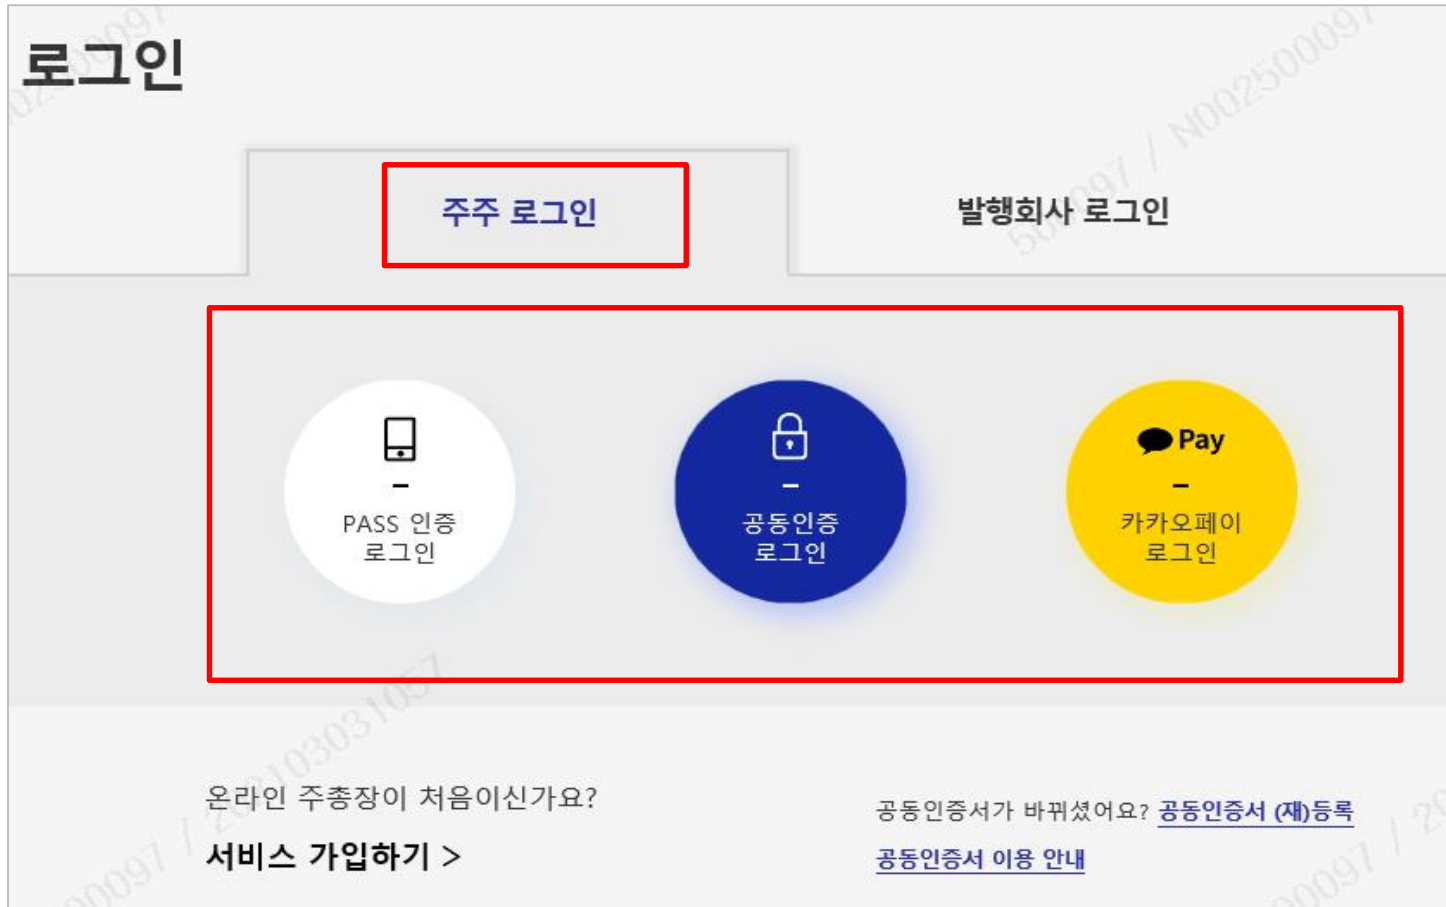 로그인
주주 로그인
발행회사 로그인
PASS 인증
로그인
공동인증
로그인
Pay
카카오페이
로그인
온라인 주총장이 처음이신가요?
서비스 가입하기 >
공동인증서가 바뀌셨어요? 공동인증서 (재)등록
공동인증서 이용 안내